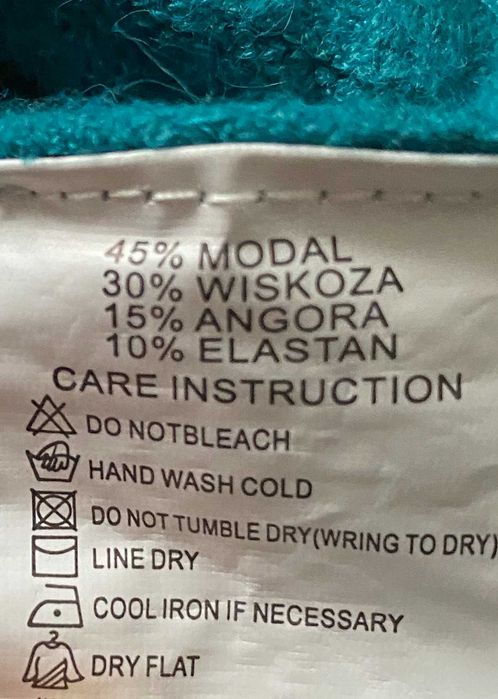 45% MODAL
30% WISKOZA
15% ANGORA
10% ELASTAN
CARE INSTRUCTION
DO NOTBLEACH
HAND WASH COLD
DO NOT TUMBLE DRY(WRING TO DRY)
LINE DRY
COOL IRON IF NECESSARY
DRY FLAT